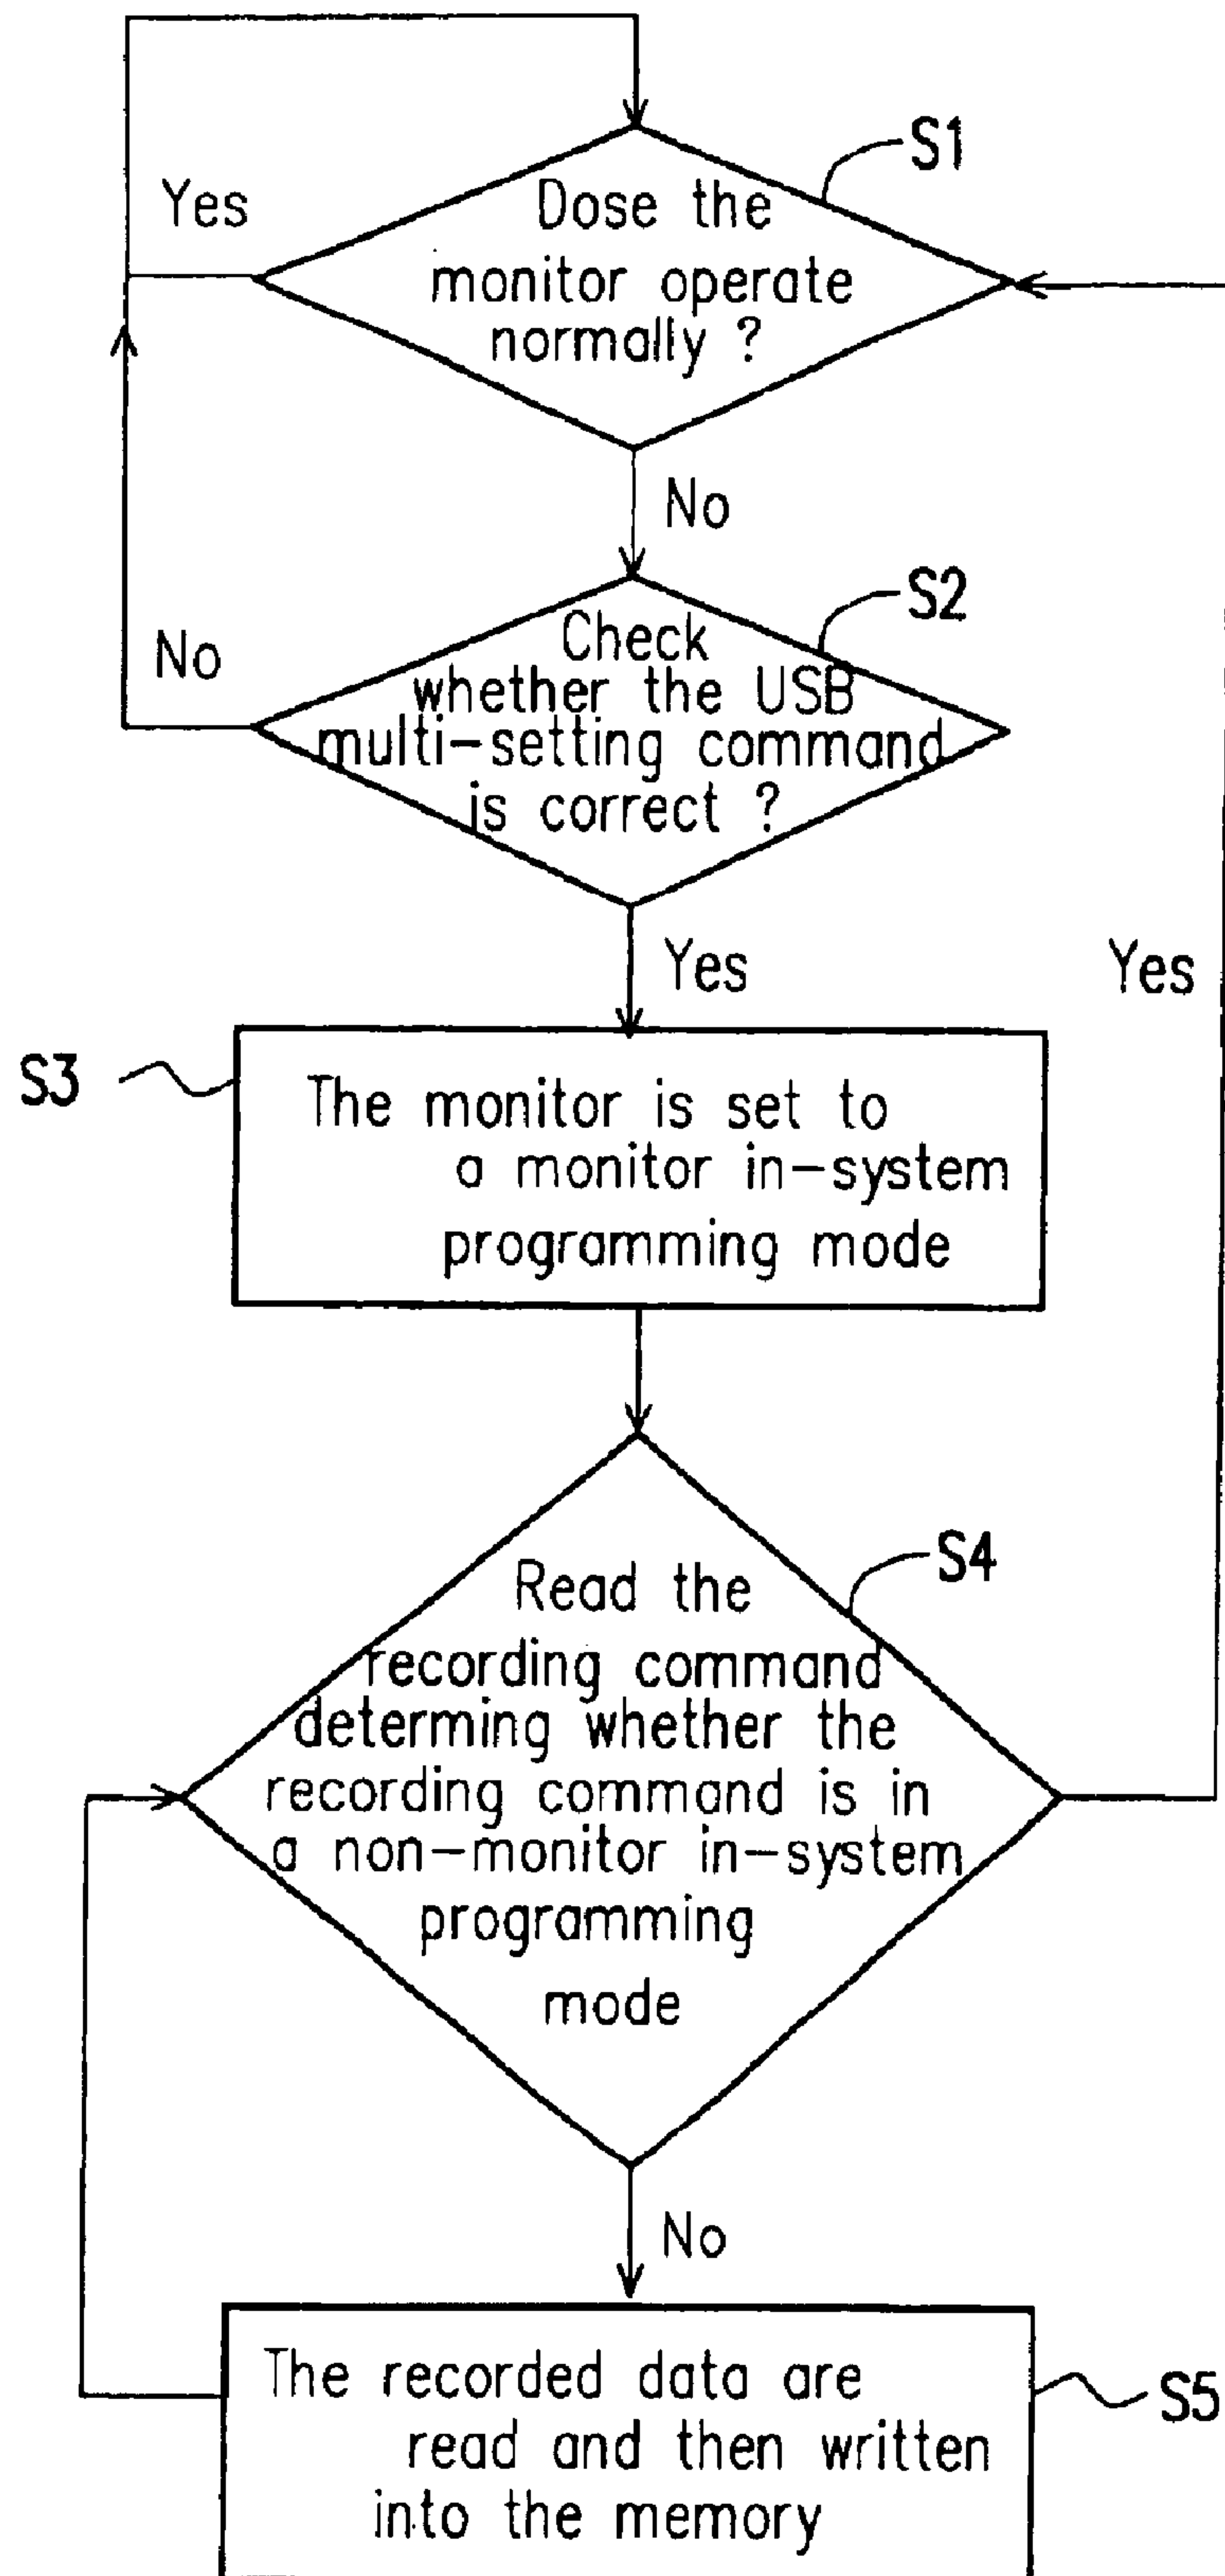 S1
Yes
Dose the
monitor operate
normally ?
No
S2
Check
whether the USB
multi-setting command
is correct ?
No
Yes
Yes
S3
The monitor is set to
a monitor in-system
programming mode
S4
Read the
recording command
determing whether the
recording command is in
a non-monitor in-system
programming
mode
No
The recorded data are
read and then written
into the memory
S5